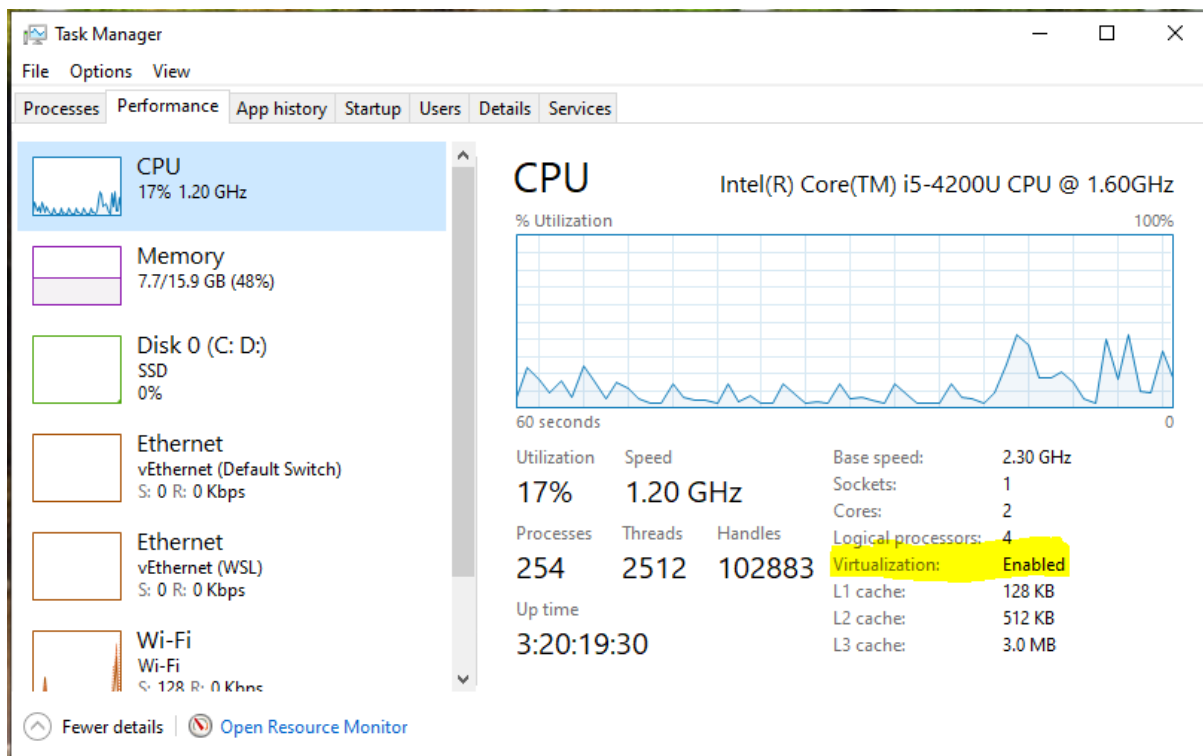 Task Manager
File Options View
Processes Performance App history Startup Users Details Services
CPU
17% 1.20 GHz
Memory
7.7/15.9 GB (48%)
Disk 0 (C: D:)
SSD
0%
Ethernet
vEthernet (Default Switch)
S: 0 R: 0 Kbps
Ethernet
vEthernet (WSL)
S: 0 R: 0 Kbps
Wi-Fi
Wi-Fi
S: 128 R: 0 Kbps
CPU Intel(R) Core(TM) i5-4200U CPU @ 1.60GHz
% Utilization 100%
60 seconds 0
Utilization Speed
17% 1.20 GHz
Processes Threads Handles
254 2512 102883
Up time
3:20:19:30
Base speed: 2.30 GHz
Sockets: 1
Cores: 2
Logical processors: 4
Virtualization: Enabled
L1 cache: 128 KB
L2 cache: 512 KB
L3 cache: 3.0 MB
Fewer details Open Resource Monitor